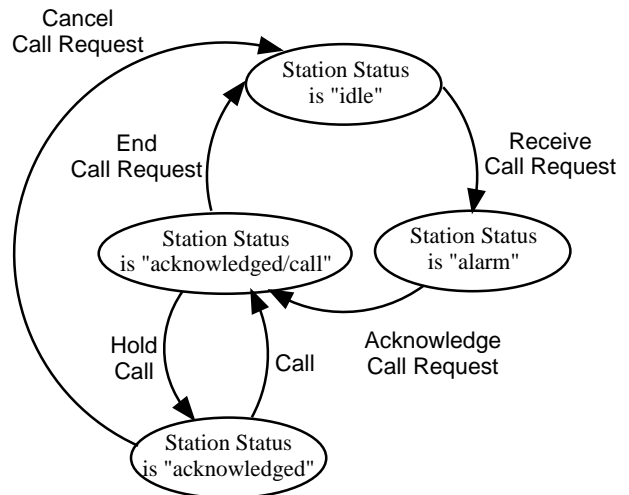 Cancel
Call Request
Station Status
is "idle"
End
Call Request
Receive
Call Request
Station Status
is "acknowledged/call"
Station Status
is "alarm"
Hold
Call
Call
Acknowledge
Call Request
Station Status
is "acknowledged"